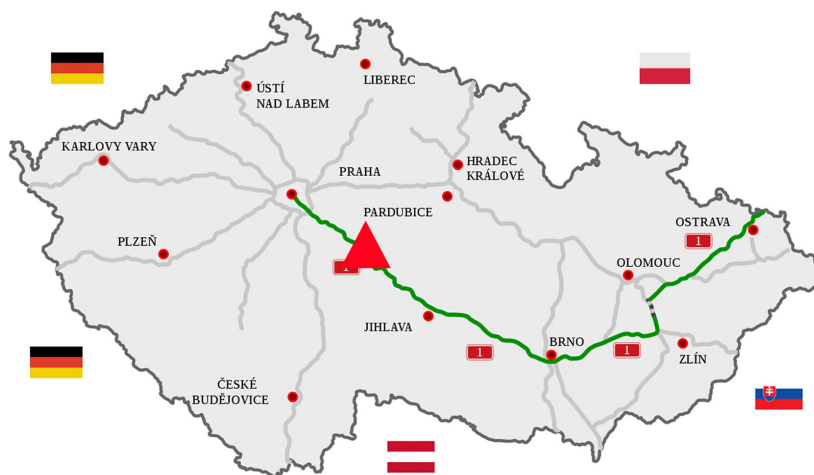 ÚSTÍ
NAD LABEM
LIBEREC
KARLOVY VARY
PRAHA
HRADEC
KRÁLOVÉ
PARDUBICE
OSTRAVA
PLZEŇ
1
OLOMOUC
JIHLAVA
1
BRNO
1
ZLÍN
ČESKÉ
BUDĚJOVICE